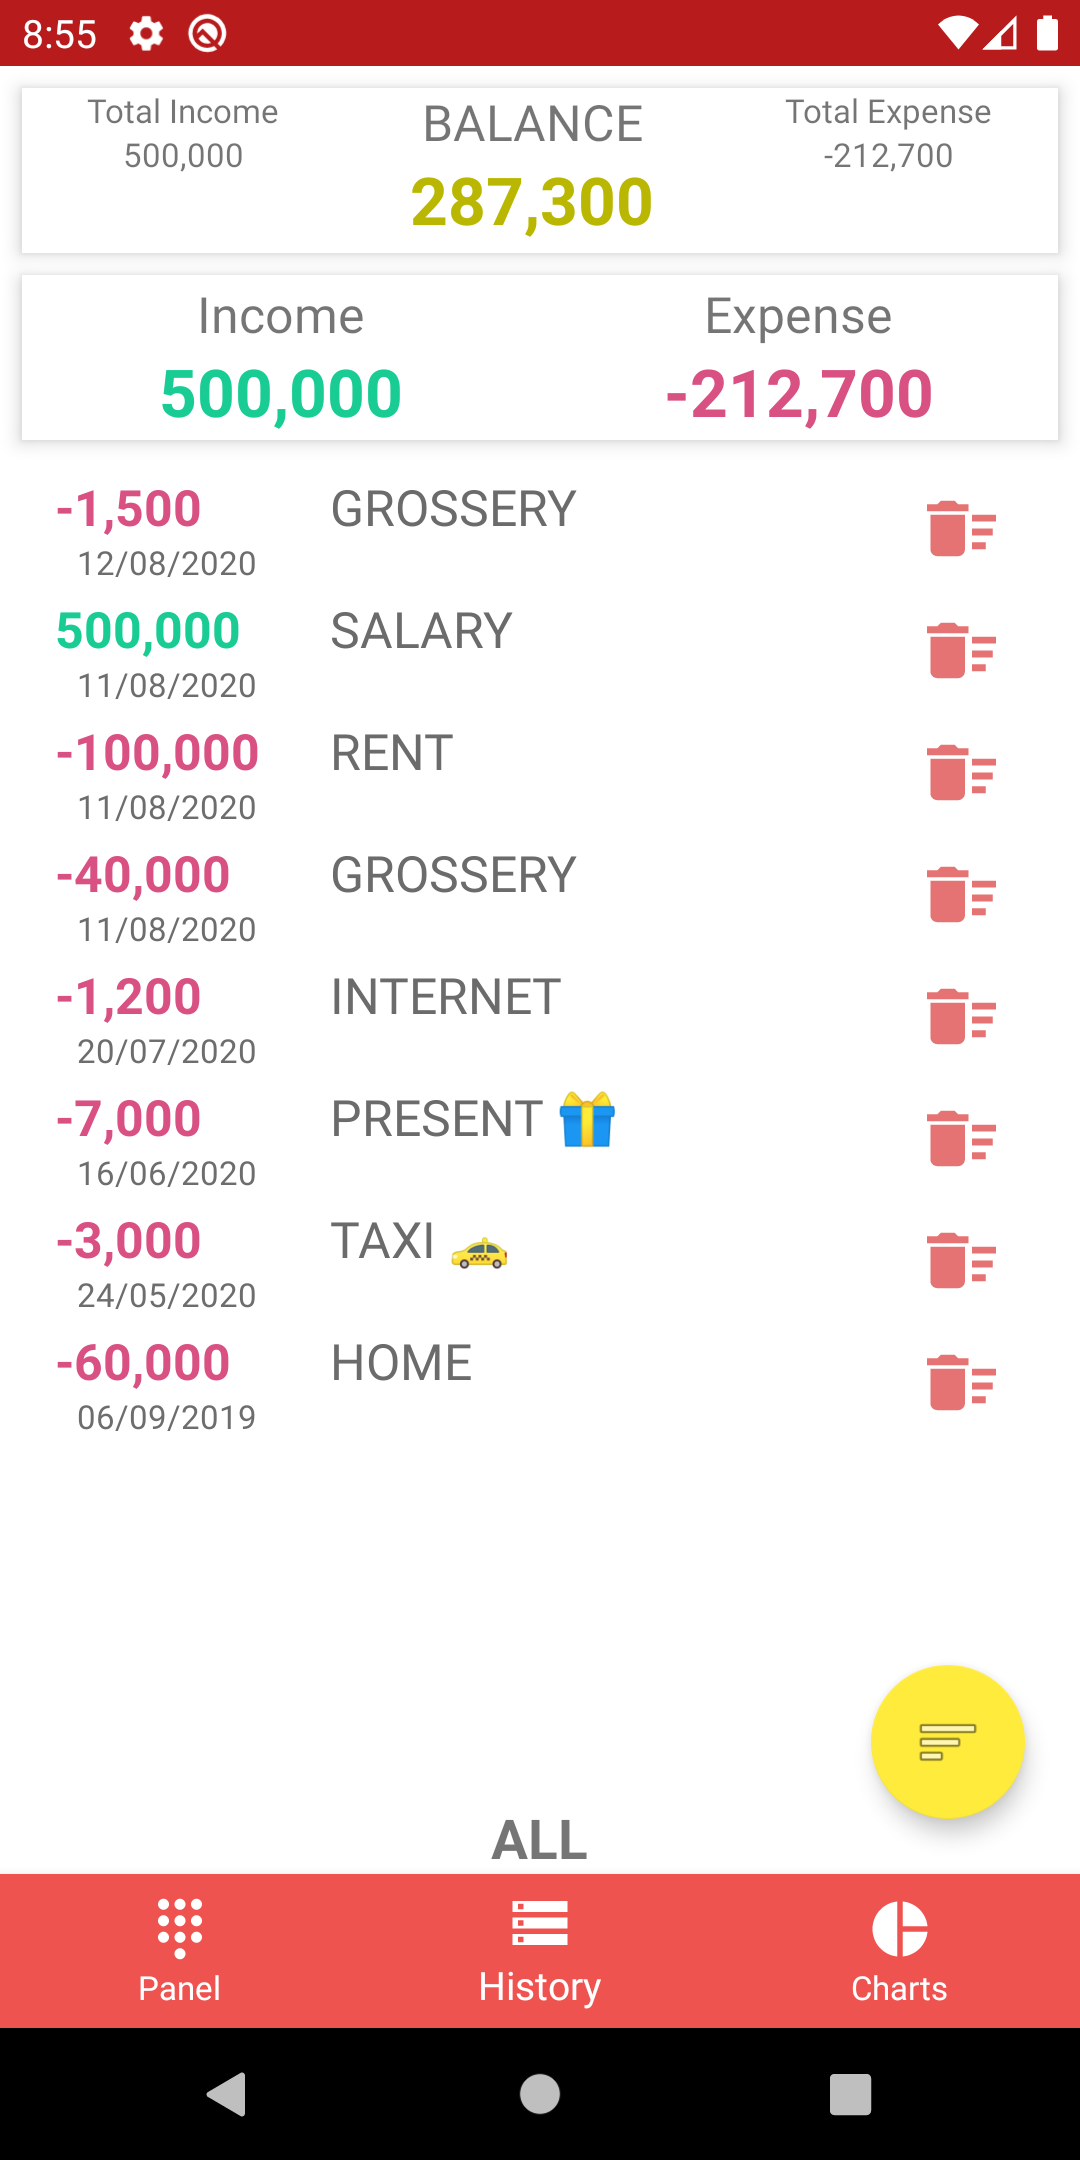 8:55
Total Income
500,000
BALANCE
287,300
Total Expense
-212,700
Income
500,000
Expense
-212,700
-1,500
GROSSERY
12/08/2020
500,000
SALARY
11/08/2020
-100,000
RENT
11/08/2020
-40,000
GROSSERY
11/08/2020
-1,200
INTERNET
20/07/2020
-7,000
PRESENT 🎁
16/06/2020
-3,000
TAXI 🚕
24/05/2020
-60,000
HOME
06/09/2019
ALL
Panel
History
Charts